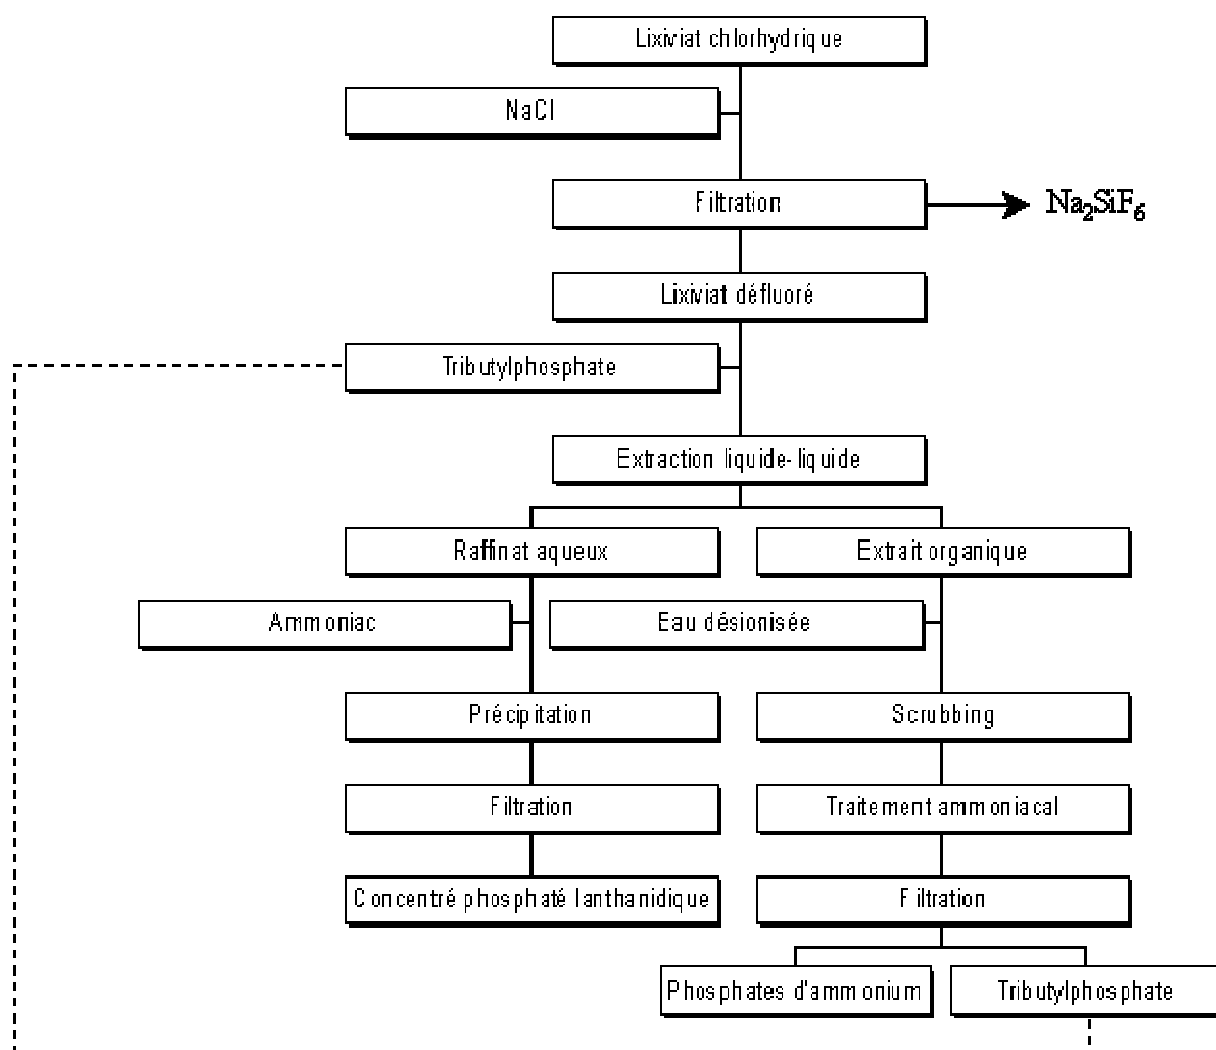 Lixiviat chlorhydrique
NaCl
Filtration
Na₂SiF₆
Lixiviat défluoré
Tributylphosphate
Extraction liquide-liquide
Raffinat aqueux
Extrait organique
Ammoniac
Eau désionisée
Précipitation
Scrubbing
Filtration
Traitement ammoniacal
Concentré phosphaté lanthanidique
Filtration
Phosphates d'ammonium
Tributylphosphate